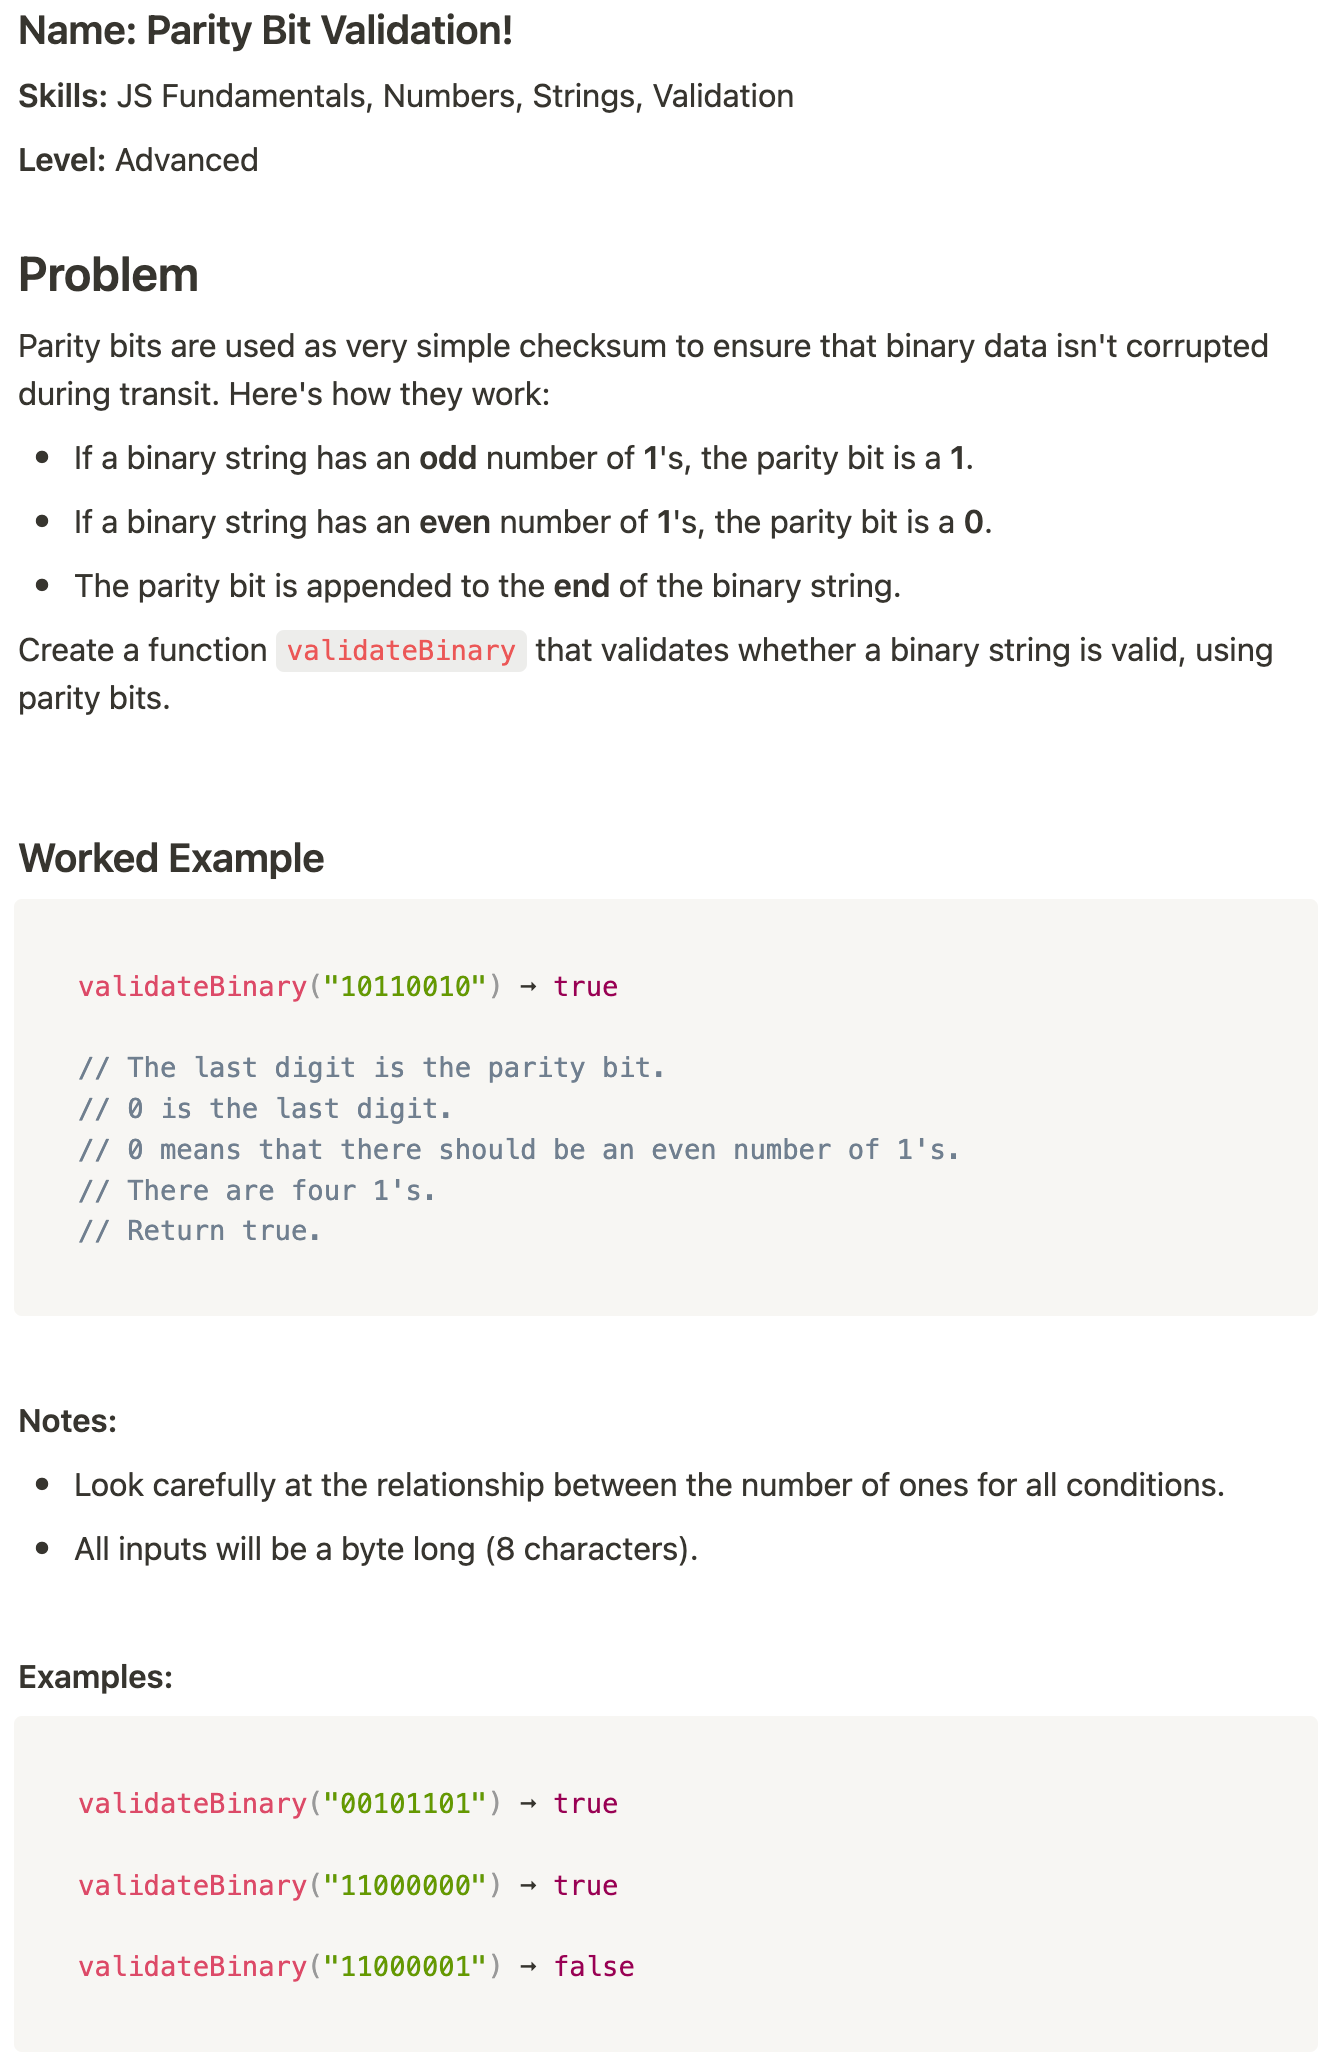 Name: Parity Bit Validation!
Skills: JS Fundamentals, Numbers, Strings, Validation
Level: Advanced
Problem
Parity bits are used as very simple checksum to ensure that binary data isn't corrupted
during transit. Here's how they work:
• If a binary string has an odd number of 1's, the parity bit is a 1.
• If a binary string has an even number of 1's, the parity bit is a 0.
• The parity bit is appended to the end of the binary string.
Create a function validateBinary that validates whether a binary string is valid, using
parity bits.
Worked Example
validateBinary("10110010") → true
// The last digit is the parity bit.
// 0 is the last digit.
// 0 means that there should be an even number of 1's.
// There are four 1's.
// Return true.
Notes:
• Look carefully at the relationship between the number of ones for all conditions.
• All inputs will be a byte long (8 characters).
Examples:
validateBinary("00101101") → true
validateBinary("11000000") → true
validateBinary("11000001") → false